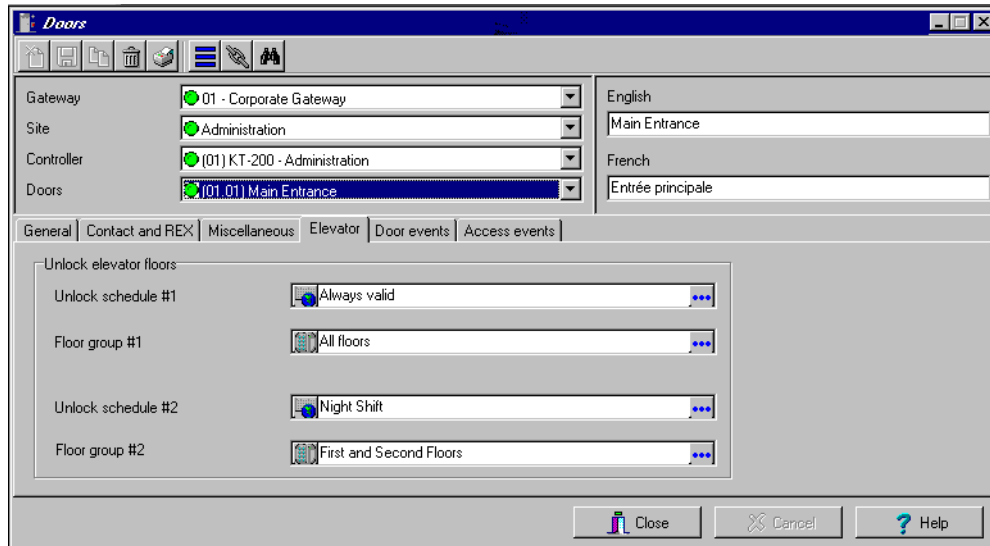 Doors
Gateway
01 - Corporate Gateway
Site
Administration
Controller
(01) KT-200 - Administration
Doors
(01.01) Main Entrance
English
Main Entrance
French
Entrée principale
General Contact and REX Miscellaneous Elevator Door events Access events
Unlock elevator floors
Unlock schedule #1
Always valid
Floor group #1
All floors
Unlock schedule #2
Night Shift
Floor group #2
First and Second Floors
Close Cancel Help